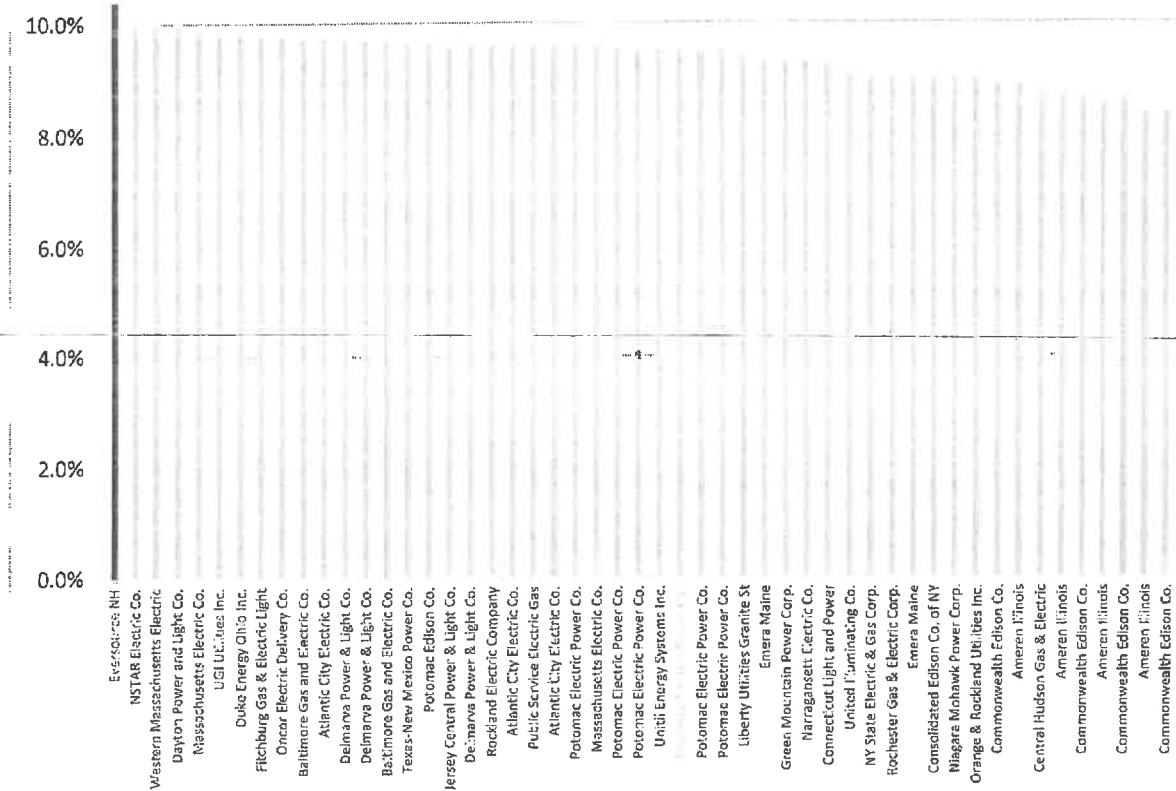 10.0%
8.0%
6.0%
4.0%
2.0%
0.0%
Eversource NH
NSTAR Electric Co.
Western Massachusetts Electric
Dayton Power and Light Co.
Massachusetts Electric Co.
UGI Utilities Inc.
Duke Energy Ohio Inc.
Fitchburg Gas & Electric Light
Oncor Electric Delivery Co.
Baltimore Gas and Electric Co.
Atlantic City Electric Co.
Delmarva Power & Light Co.
Delmarva Power & Light Co.
Baltimore Gas and Electric Co.
Texas-New Mexico Power Co.
Potomac Edison Co.
Jersey Central Power & Light Co.
Delmarva Power & Light Co.
Rockland Electric Company
Atlantic City Electric Co.
Public Service Electric Gas
Atlantic City Electric Co.
Potomac Electric Power Co.
Massachusetts Electric Co.
Potomac Electric Power Co.
Potomac Electric Power Co.
Unitil Energy Systems Inc.
Potomac Electric Power Co.
Potomac Electric Power Co.
Liberty Utilities Granite St
Emera Maine
Green Mountain Power Corp.
Narragansett Electric Co.
Connecticut Light and Power
United Illuminating Co.
NY State Electric & Gas Corp.
Rochester Gas & Electric Corp.
Emera Maine
Consolidated Edison Co. of NY
Niagara Mohawk Power Corp.
Orange & Rockland Utilities Inc.
Commonwealth Edison Co.
Ameren Illinois
Central Hudson Gas & Electric
Ameren Illinois
Commonwealth Edison Co.
Ameren Illinois
Commonwealth Edison Co.
Ameren Illinois
Commonwealth Edison Co.